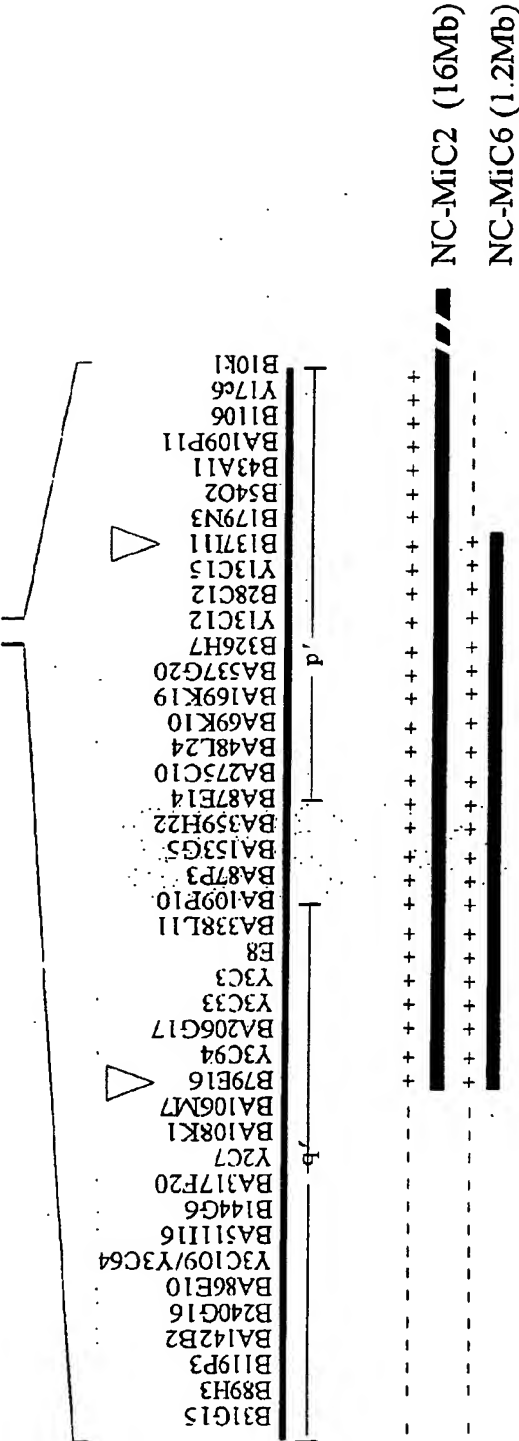 NC-MiC2 (16Mb)
NC-MiC6 (1.2Mb)
B10k1
Y17c6
B1106
BA109P11
B43A11
B54O2
B179N3
B137I11
Y13C15
B28C12
Y13C12
B326H7
BA537G20
BA169K19
BA69K10
BA48L24
BA275C10
BA87E14
BA359H22
BA153G5
BA87P3
BA109P10
BA338L11
E8
Y3C3
Y3C33
BA206G17
Y3C94
B79E16
BA106M7
BA108K1
Y2C7
BA317F20
B144G6
BA511I16
Y3C109/Y3C64
BA86E10
B240G16
BA142B2
B119P3
B89H3
B31G15
+ + + + + + + + + + + + + + + + + + + + + + + + + + + + + - - - - - - - - - - - - -
- - - - - - - + + + + + + + + + + + + + + + + + + + + + + - - - - - - - - - - - - -